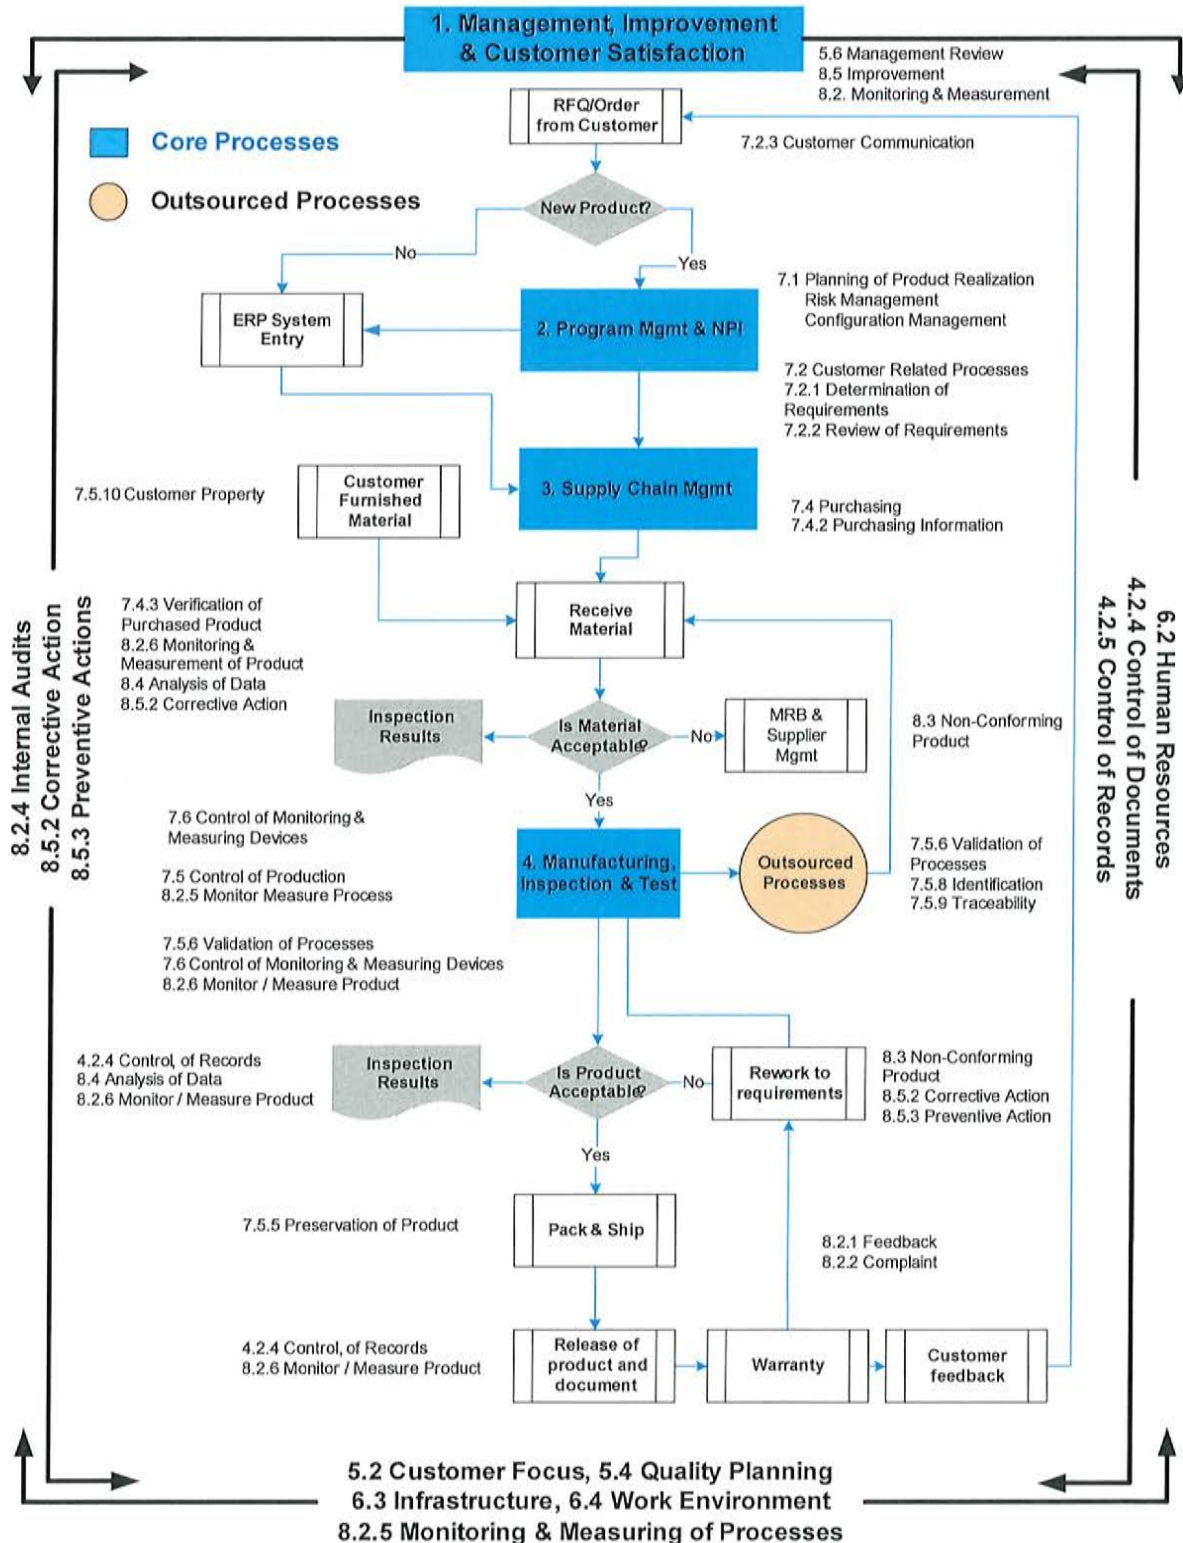 1. Management, Improvement
& Customer Satisfaction
5.6 Management Review
8.5 Improvement
8.2. Monitoring & Measurement
RFQ/Order
from Customer
7.2.3 Customer Communication
Core Processes
Outsourced Processes
New Product?
No
Yes
7.1 Planning of Product Realization
Risk Management
Configuration Management
ERP System
Entry
2. Program Mgmt & NPI
7.2 Customer Related Processes
7.2.1 Determination of
Requirements
7.2.2 Review of Requirements
7.5.10 Customer Property
Customer
Furnished
Material
3. Supply Chain Mgmt
7.4 Purchasing
7.4.2 Purchasing Information
7.4.3 Verification of
Purchased Product
8.2.6 Monitoring &
Measurement of Product
8.4 Analysis of Data
8.5.2 Corrective Action
Receive
Material
Inspection
Results
Is Material
Acceptable?
No
MRB &
Supplier
Mgmt
8.3 Non-Conforming
Product
Yes
7.6 Control of Monitoring &
Measuring Devices
7.5 Control of Production
8.2.5 Monitor Measure Process
4. Manufacturing,
Inspection & Test
Outsourced
Processes
7.5.6 Validation of
Processes
7.5.8 Identification
7.5.9 Traceability
7.5.6 Validation of Processes
7.6 Control of Monitoring & Measuring Devices
8.2.6 Monitor / Measure Product
4.2.4 Control, of Records
8.4 Analysis of Data
8.2.6 Monitor / Measure Product
Inspection
Results
Is Product
Acceptable?
No
Rework to
requirements
8.3 Non-Conforming
Product
8.5.2 Corrective Action
8.5.3 Preventive Action
Yes
7.5.5 Preservation of Product
Pack & Ship
8.2.1 Feedback
8.2.2 Complaint
4.2.4 Control, of Records
8.2.6 Monitor / Measure Product
Release of
product and
document
Warranty
Customer
feedback
8.2.4 Internal Audits
8.5.2 Corrective Action
8.5.3 Preventive Actions
6.2 Human Resources
4.2.4 Control of Documents
4.2.5 Control of Records
5.2 Customer Focus, 5.4 Quality Planning
6.3 Infrastructure, 6.4 Work Environment
8.2.5 Monitoring & Measuring of Processes